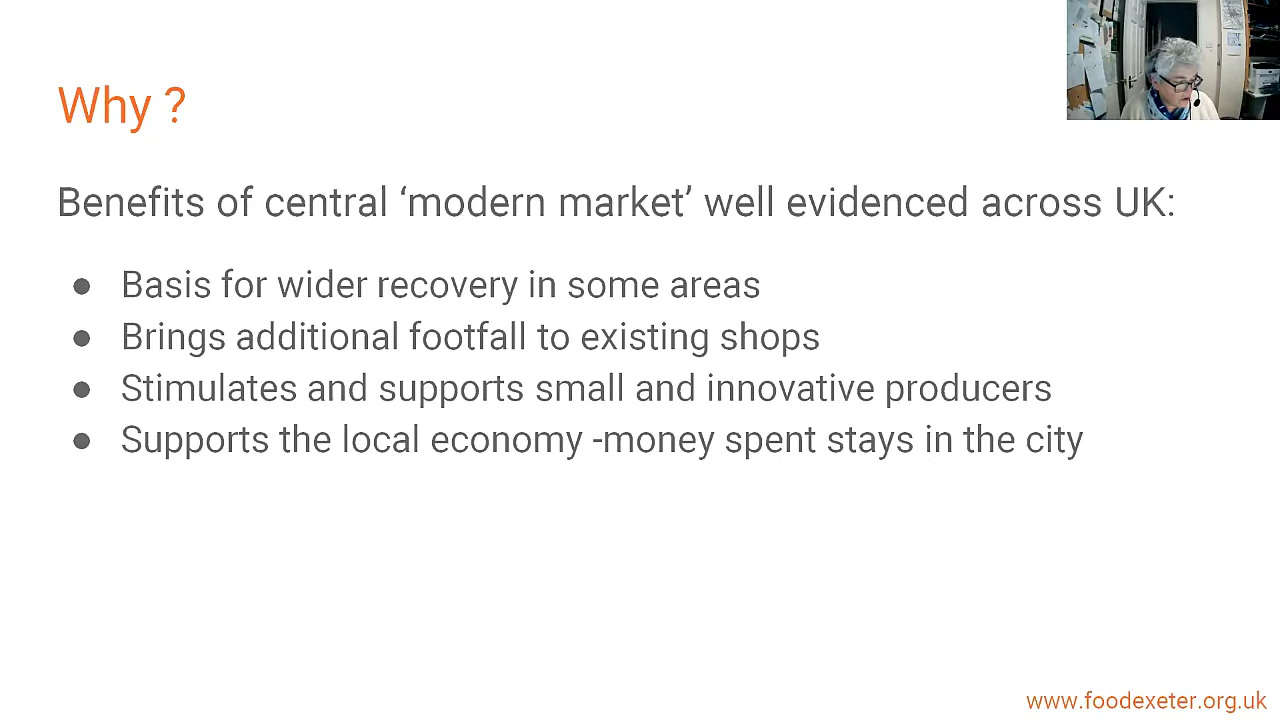 Why ?
Benefits of central ‘modern market’ well evidenced across UK:
● Basis for wider recovery in some areas
● Brings additional footfall to existing shops
● Stimulates and supports small and innovative producers
● Supports the local economy -money spent stays in the city
www.foodexeter.org.uk